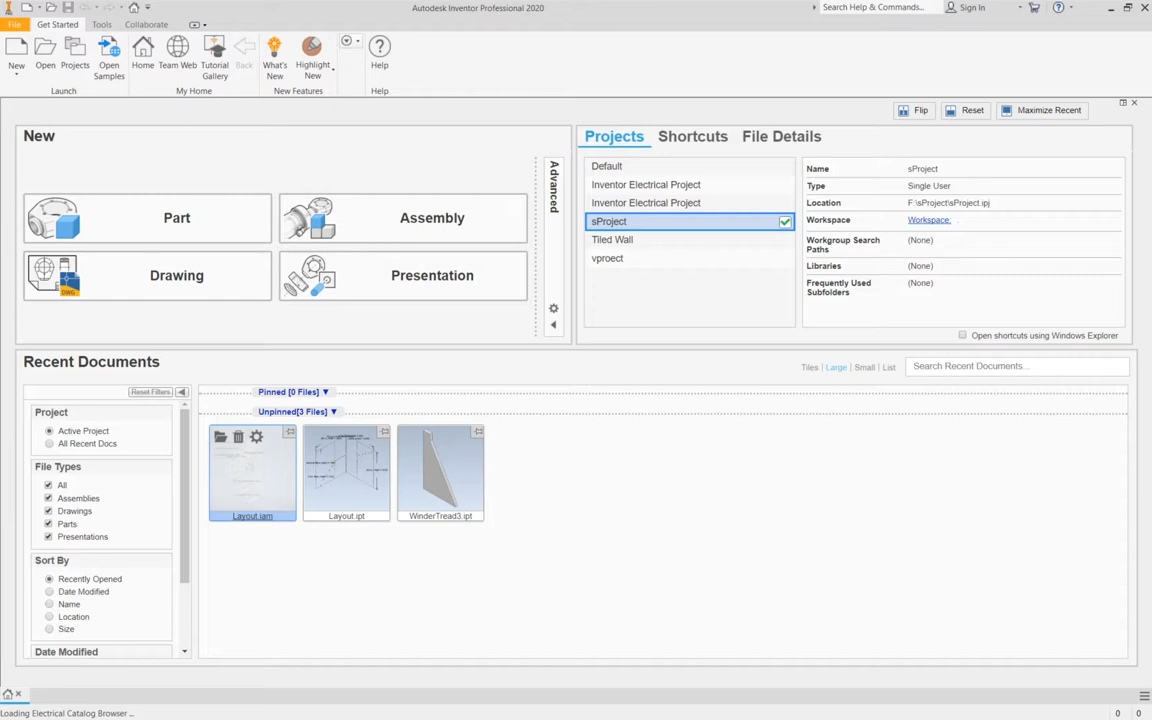 Autodesk Inventor Professional 2020
Search Help & Commands...
Sign In
File
Get Started
Tools
Collaborate
New
Open
Projects
Open Samples
Home
Team Web
Tutorial Gallery
Back
What's New
Highlight New
Help
Launch
My Home
New Features
Help
Flip
Reset
Maximize Recent
New
Part
Assembly
Drawing
Presentation
DWG
Advanced
Projects
Shortcuts
File Details
Default
Inventor Electrical Project
Inventor Electrical Project
sProject
Tiled Wall
vproect
Name sProject
Type Single User
Location F:\sProject\sProject.ipj
Workspace Workspace:
Workgroup Search Paths (None)
Libraries (None)
Frequently Used Subfolders (None)
Open shortcuts using Windows Explorer
Recent Documents
Tiles | Large | Small | List
Search Recent Documents...
Reset Filters
Project
Active Project
All Recent Docs
File Types
All
Assemblies
Drawings
Parts
Presentations
Sort By
Recently Opened
Date Modified
Name
Location
Size
Date Modified
Pinned [0 Files] ▼
Unpinned[3 Files] ▼
Layout.iam
Layout.ipt
WinderTread3.ipt
Loading Electrical Catalog Browser ...
0 0